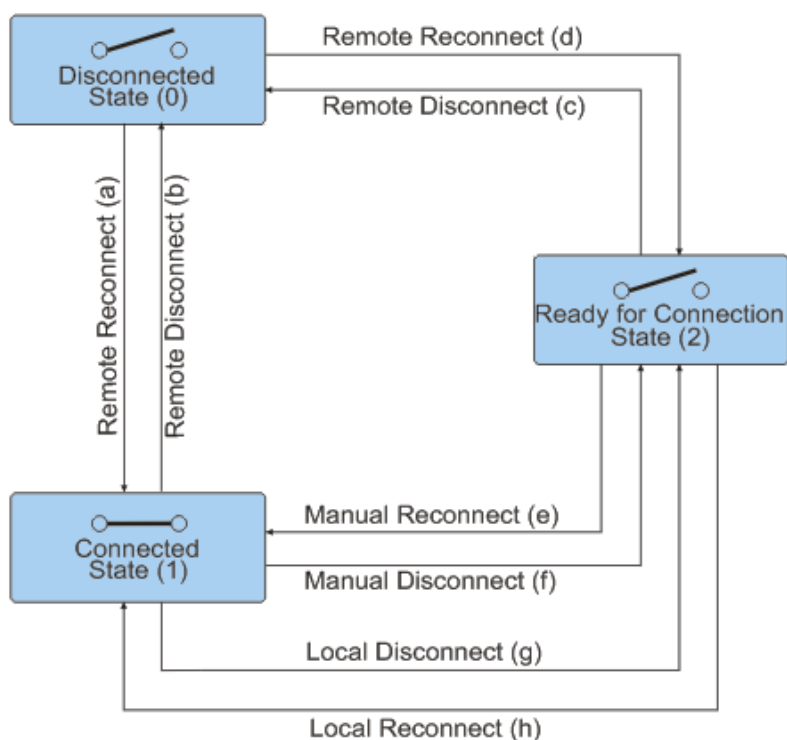 Remote Reconnect (d)
Disconnected
State (0)
Remote Disconnect (c)
Remote Reconnect (a)
Remote Disconnect (b)
Ready for Connection
State (2)
Manual Reconnect (e)
Connected
State (1)
Manual Disconnect (f)
Local Disconnect (g)
Local Reconnect (h)